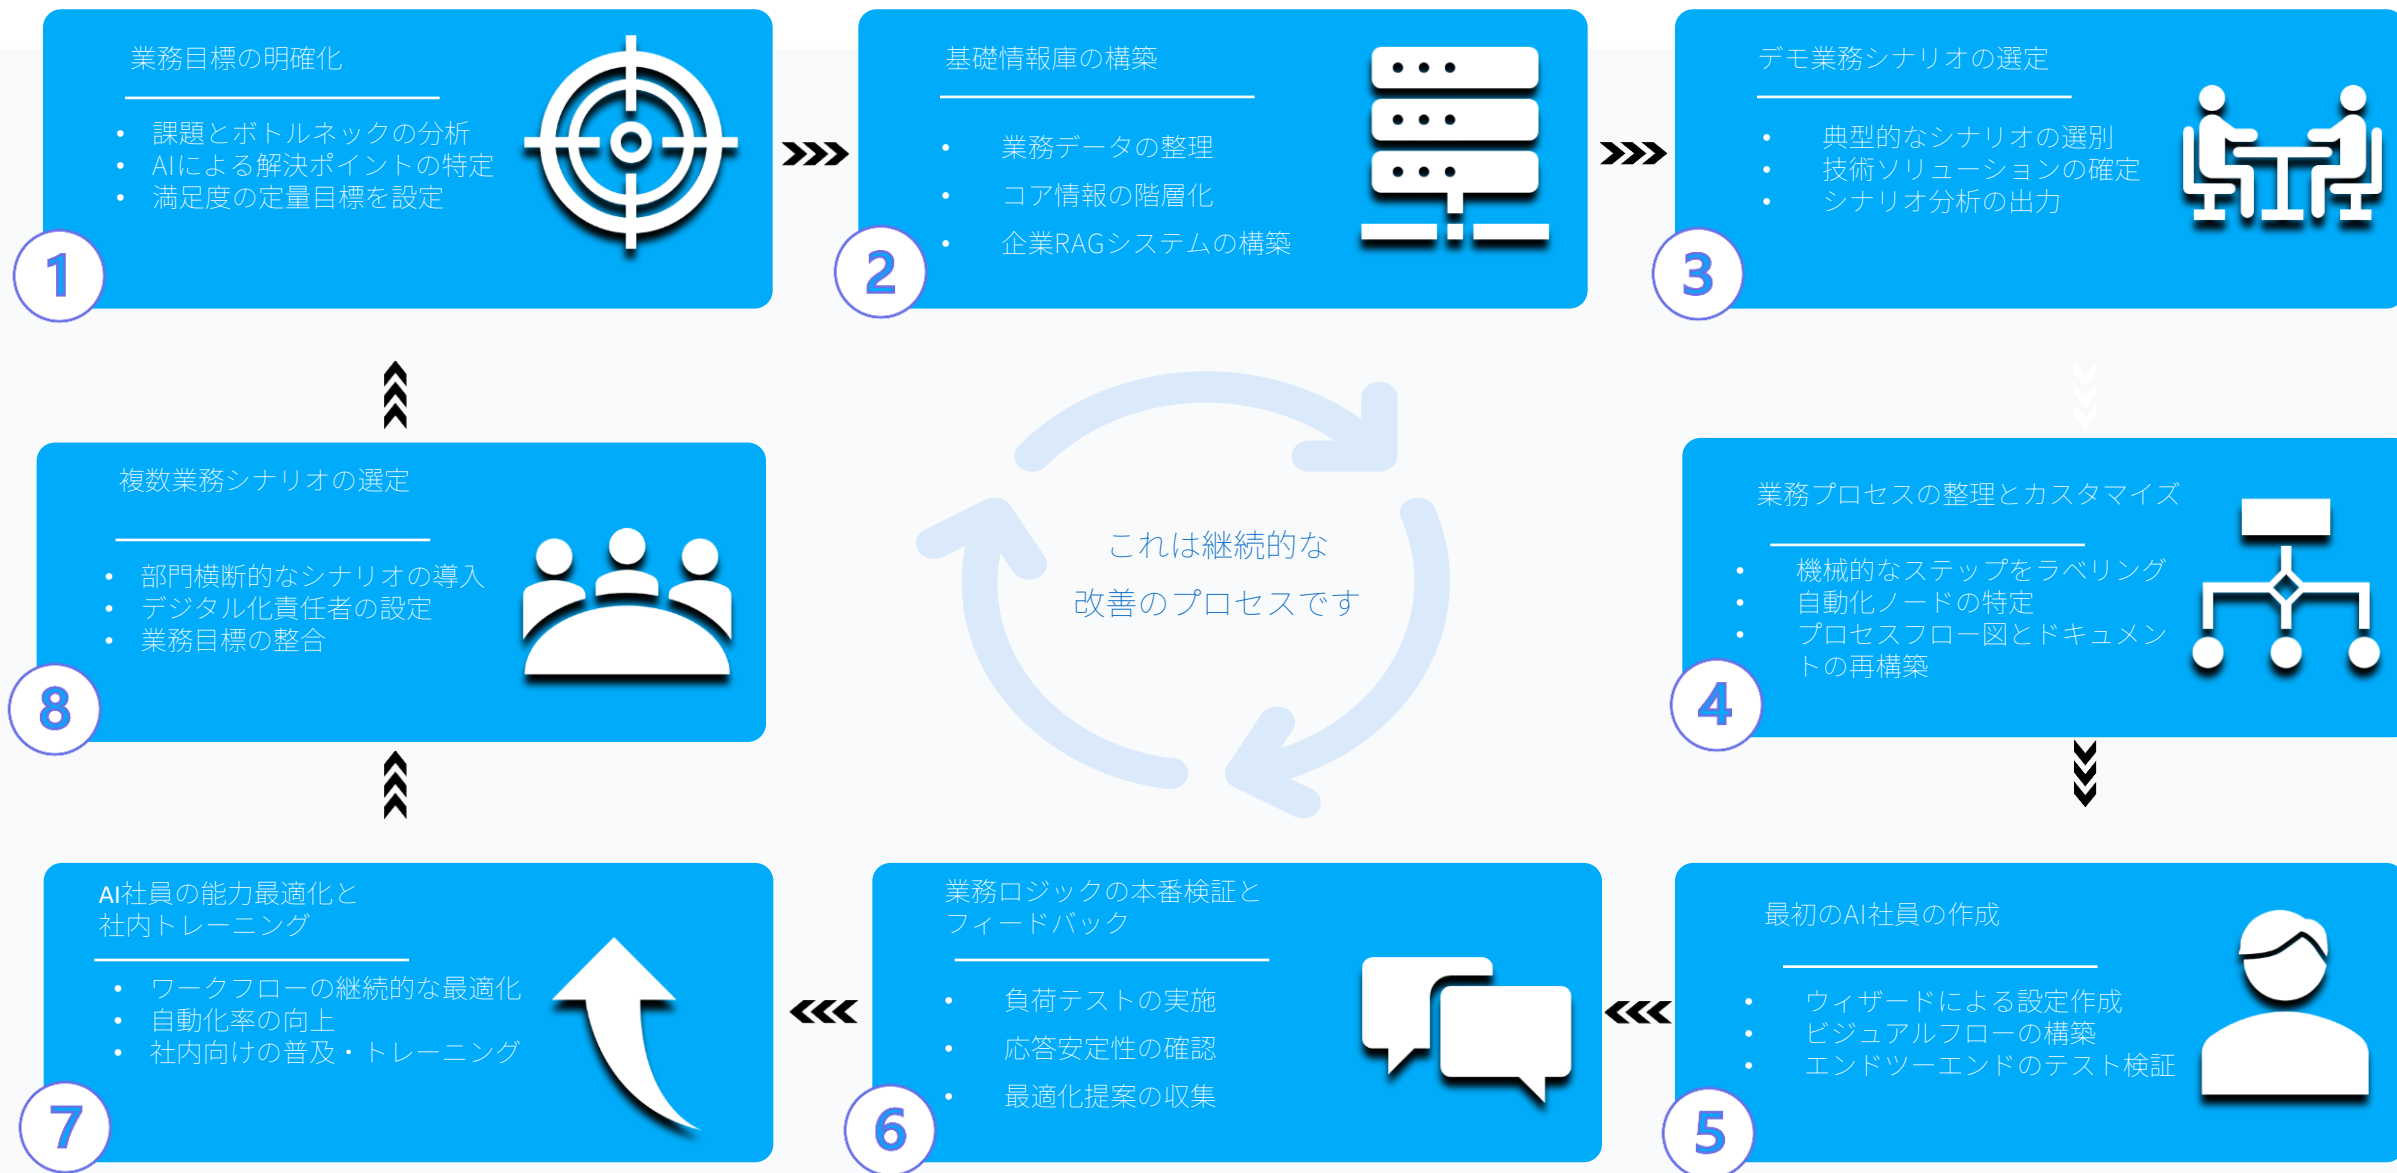 業務目標の明確化
• 課題とボトルネックの分析
• AIによる解決ポイントの特定
• 満足度の定量目標を設定
1
基礎情報庫の構築
• 業務データの整理
• コア情報の階層化
• 企業RAGシステムの構築
2
デモ業務シナリオの選定
• 典型的なシナリオの選別
• 技術ソリューションの確定
• シナリオ分析の出力
3
業務プロセスの整理とカスタマイズ
• 機械的なステップをラベリング
• 自動化ノードの特定
• プロセスフロー図とドキュメン
トの再構築
4
最初のAI社員の作成
• ウィザードによる設定作成
• ビジュアルフローの構築
• エンドツーエンドのテスト検証
5
業務ロジックの本番検証と
フィードバック
• 負荷テストの実施
• 応答安定性の確認
• 最適化提案の収集
6
AI社員の能力最適化と
社内トレーニング
• ワークフローの継続的な最適化
• 自動化率の向上
• 社内向けの普及・トレーニング
7
複数業務シナリオの選定
• 部門横断的なシナリオの導入
• デジタル化責任者の設定
• 業務目標の整合
8
これは継続的な
改善のプロセスです